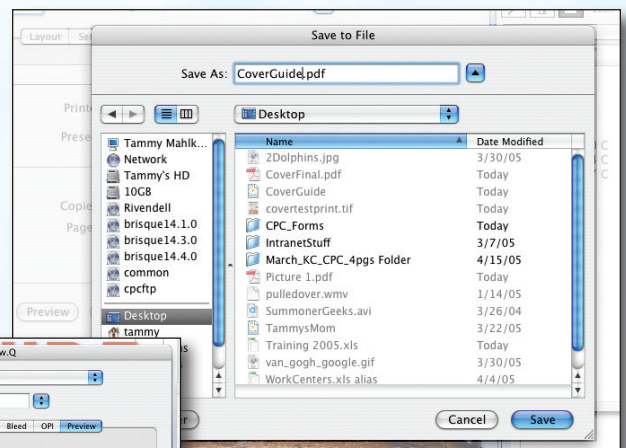 Layout
Save to File
Save As: CoverGuide.pdf
Desktop
Name Date Modified
Tammy Mahlk...
Network
Tammy's HD
10GB
Rivendell
brisque14.1.0
brisque14.3.0
brisque14.4.0
common
cpcftp
Desktop
tammy
2Dolphins.jpg 3/30/05
CoverFinal.pdf Today
CoverGuide Today
covertestprint.tif Today
CPC_Forms Today
IntranetStuff 3/7/05
March_KC_CPC_4pgs Folder 4/15/05
Picture 1.pdf Today
pulledover.wmv 1/14/05
SummonerGeeks.avi 3/26/04
TammysMom 3/22/05
Training 2005.xls Today
van_gogh_google.gif 3/30/05
WorkCenters.xls alias 4/4/05
Preview
Cancel Save
Bleed OPI Preview